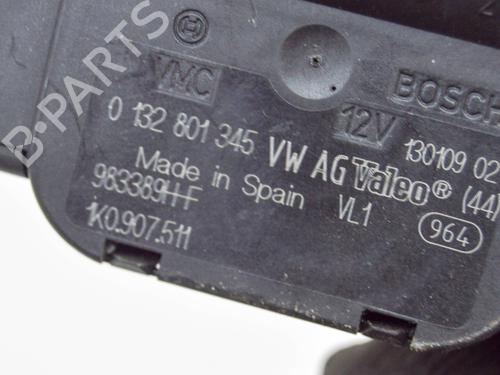 VMC 12V BOSCH
0 132 801 345 VW AG Valeo® (44)
130109 02
Made in Spain VL1 964
983389HF
1K0.907.511
B-PARTS